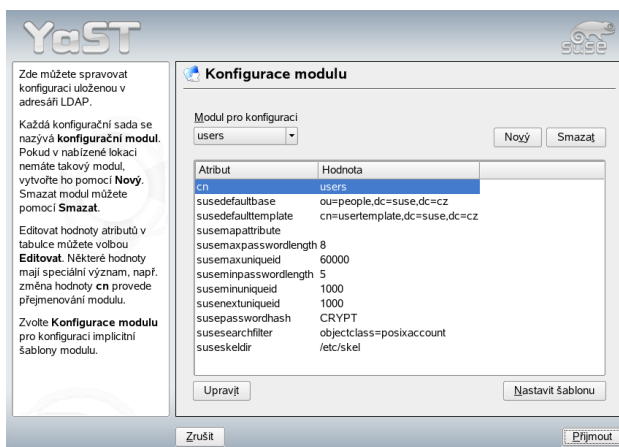 YaST
SUSE
Zde můžete spravovat
konfiguraci uloženou v
adresáři LDAP.
Každá konfigurační sada se
nazývá konfigurační modul.
Pokud v nabízené lokaci
nemáte takový modul,
vytvořte ho pomocí Nový.
Smazat modul můžete
pomocí Smazat.
Editovat hodnoty atributů v
tabulce můžete volbou
Editovat. Některé hodnoty
mají speciální význam, např.
změna hodnoty cn provede
přejmenování modulu.
Zvolte Konfigurace modulu
pro konfiguraci implicitní
šablony modulu.
Konfigurace modulu
Modul pro konfiguraci
users
Nový Smazat
Atribut Hodnota
cn users
susedefaultbase ou=people,dc=suse,dc=cz
susedefaulttemplate cn=usertemplate,dc=suse,dc=cz
susemapattribute
susemaxpasswordlength 8
susemaxuniqueid 60000
suseminpasswordlength 5
suseminuniqueid 1000
susenextuniqueid 1000
susepasswordhash CRYPT
susesearchfilter objectclass=posixaccount
suseskeldir /etc/skel
Upravit Nastavit šablonu
Zrušit Přijmout